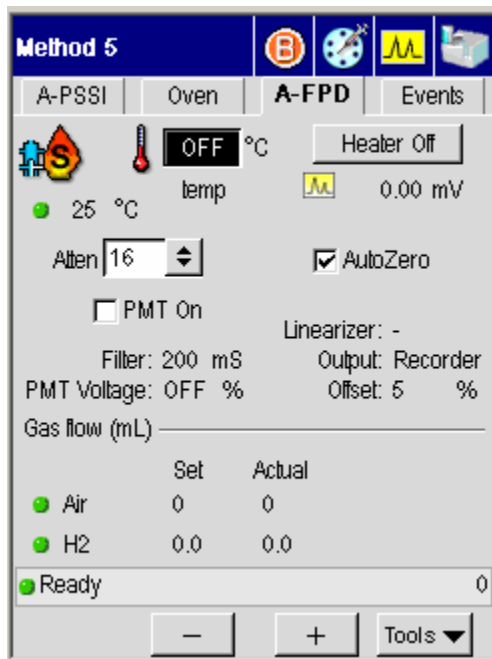 Method 5
B
A-PSSI Oven A-FPD Events
S OFF °C Heater Off
temp 0.00 mV
25 °C
Atten 16 AutoZero
PMT On
Linearizer: -
Filter: 200 mS Output: Recorder
PMT Voltage: OFF % Offset: 5 %
Gas flow (mL)
Set Actual
Air 0 0
H2 0.0 0.0
Ready 0
− + Tools